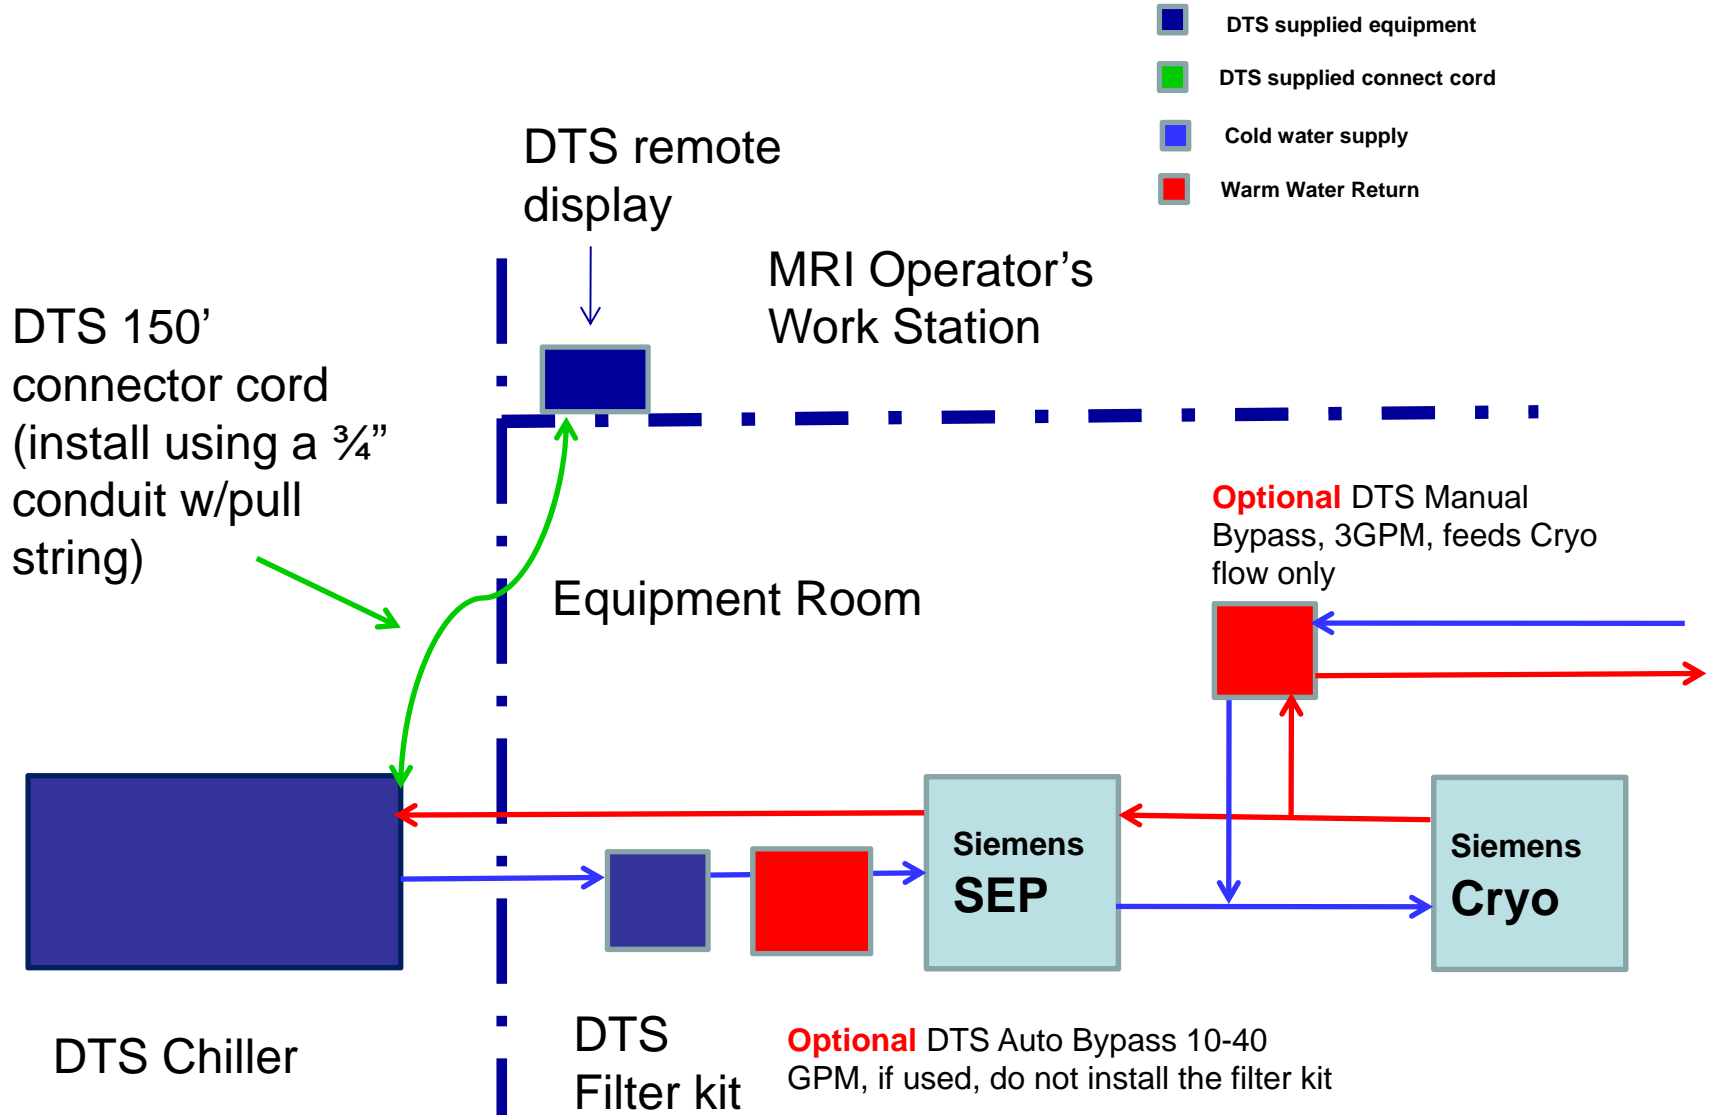 DTS supplied equipment
DTS supplied connect cord
Cold water supply
Warm Water Return
DTS remote
display
MRI Operator’s
Work Station
DTS 150’
connector cord
(install using a ¾”
conduit w/pull
string)
Optional DTS Manual
Bypass, 3GPM, feeds Cryo
flow only
Equipment Room
Siemens
SEP
Siemens
Cryo
DTS Chiller
DTS
Filter kit
Optional DTS Auto Bypass 10-40
GPM, if used, do not install the filter kit